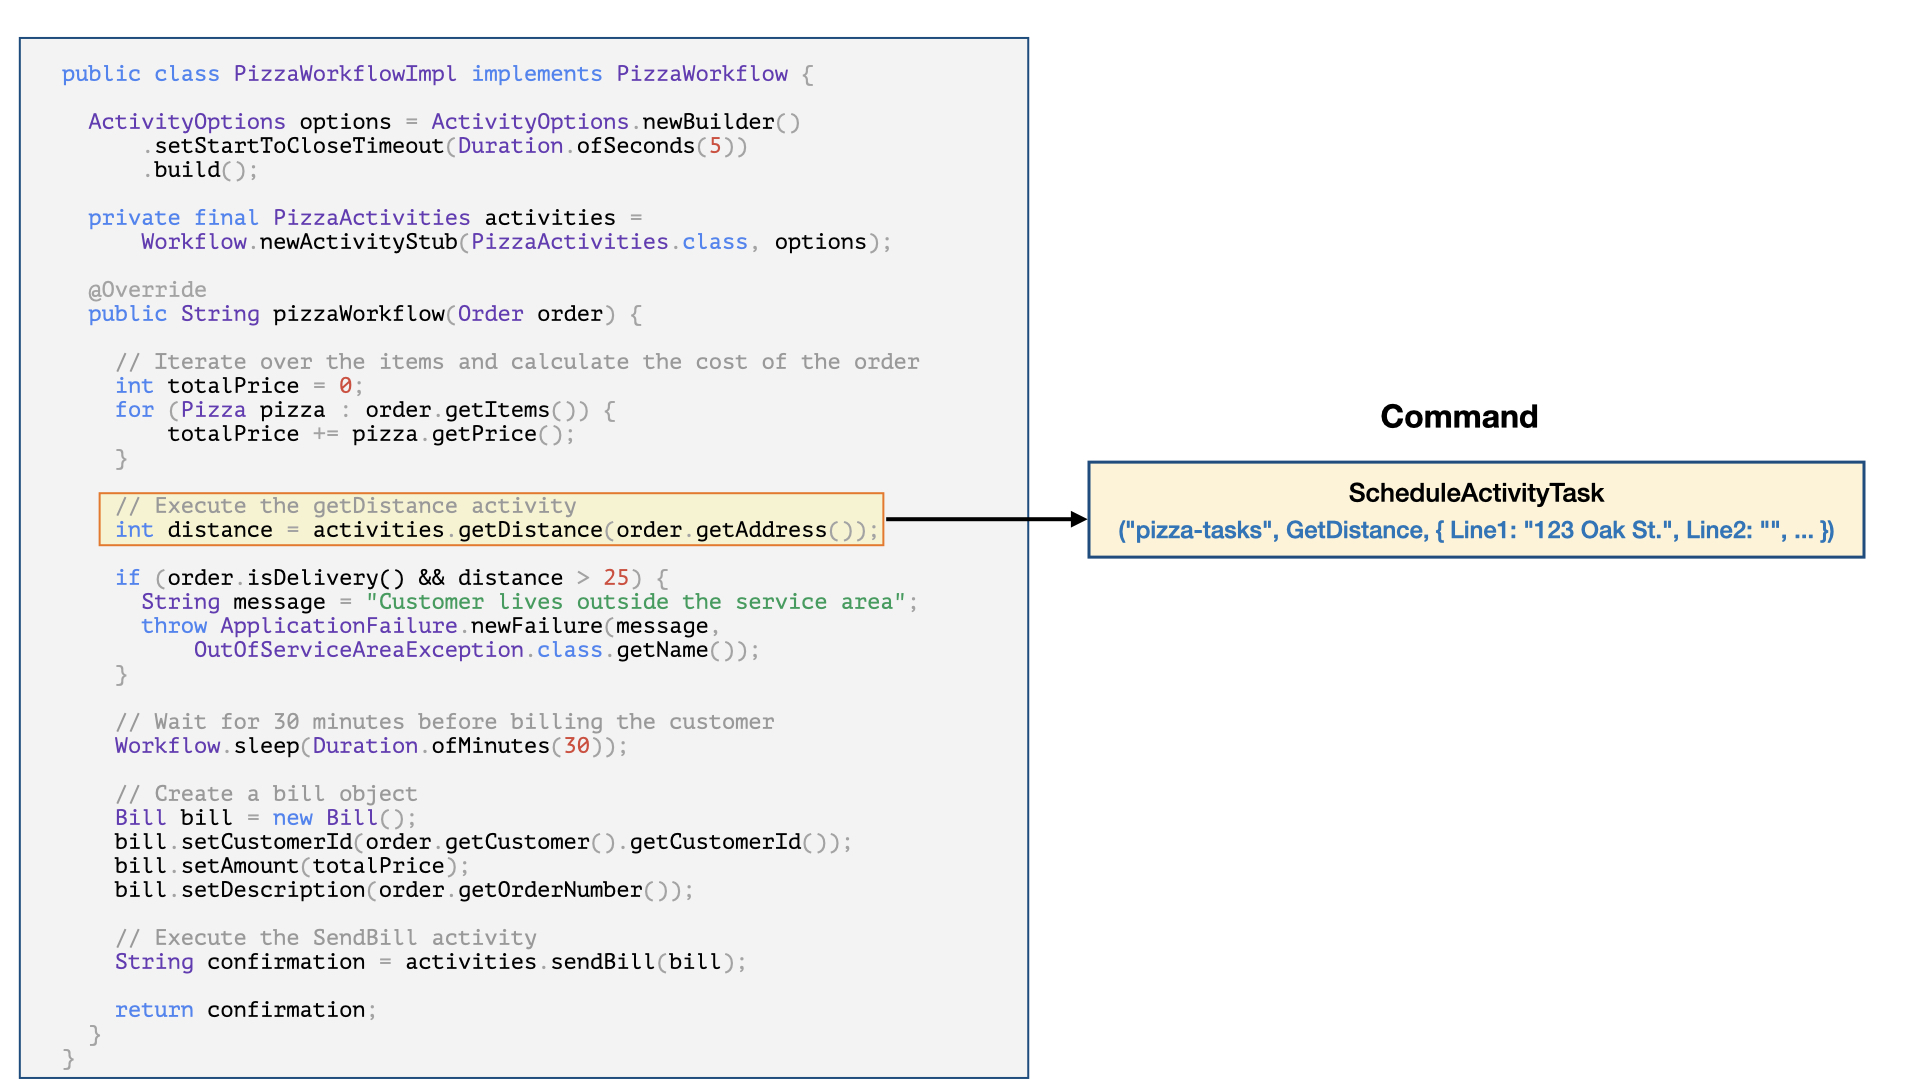 public class PizzaWorkflowImpl implements PizzaWorkflow {
ActivityOptions options = ActivityOptions.newBuilder()
.setStartToCloseTimeout(Duration.ofSeconds(5))
.build();
private final PizzaActivities activities =
Workflow.newActivityStub(PizzaActivities.class, options);
@Override
public String pizzaWorkflow(Order order) {
// Iterate over the items and calculate the cost of the order
int totalPrice = 0;
for (Pizza pizza : order.getItems()) {
totalPrice += pizza.getPrice();
}
// Execute the getDistance activity
int distance = activities.getDistance(order.getAddress());
if (order.isDelivery() && distance > 25) {
String message = "Customer lives outside the service area";
throw ApplicationFailure.newFailure(message,
OutOfServiceAreaException.class.getName());
}
// Wait for 30 minutes before billing the customer
Workflow.sleep(Duration.ofMinutes(30));
// Create a bill object
Bill bill = new Bill();
bill.setCustomerId(order.getCustomer().getCustomerId());
bill.setAmount(totalPrice);
bill.setDescription(order.getOrderNumber());
// Execute the SendBill activity
String confirmation = activities.sendBill(bill);
return confirmation;
}
}
Command
ScheduleActivityTask
("pizza-tasks", GetDistance, { Line1: "123 Oak St.", Line2: "", ... })